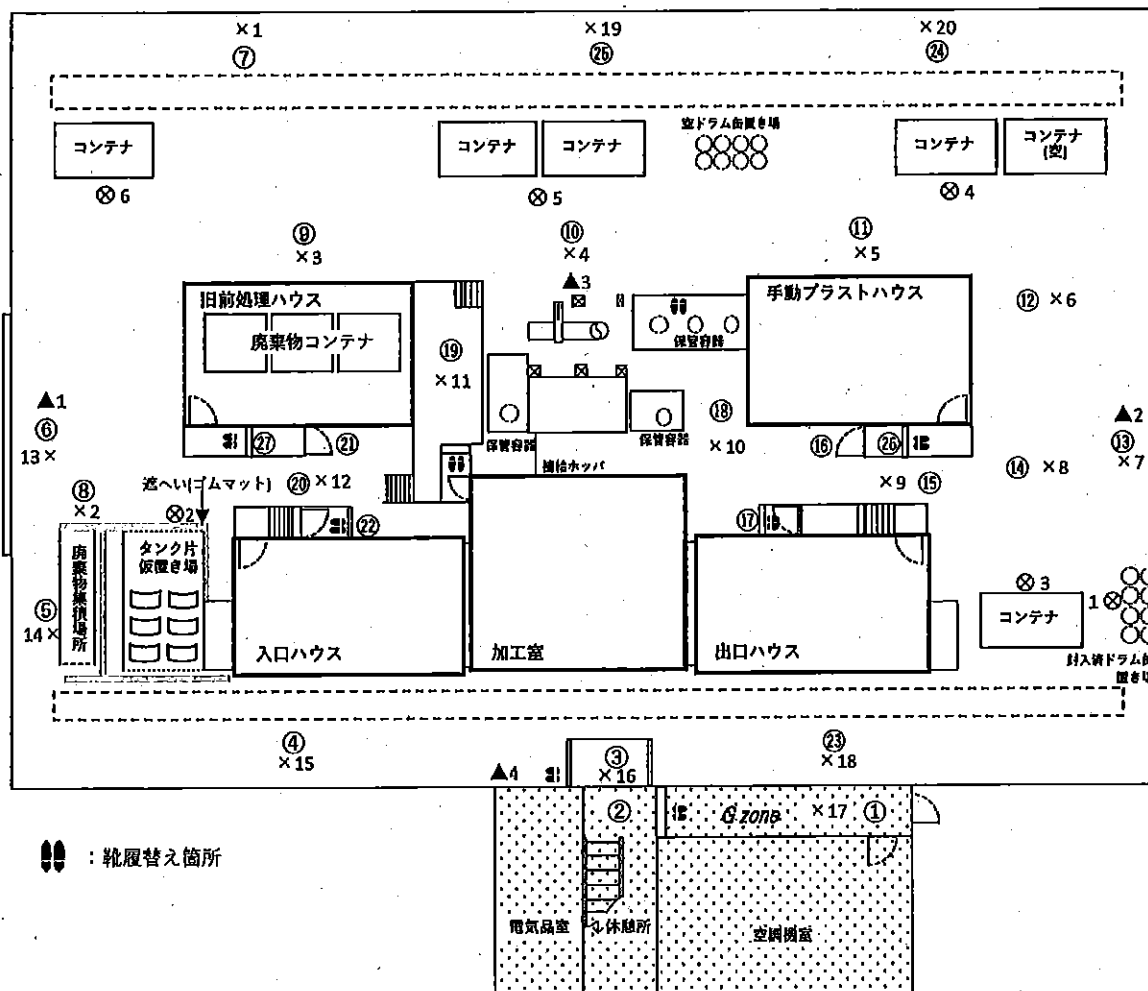 ×1
×19
×20
⑦
㉕
㉔
空ドラム缶置き場
コンテナ
コンテナ
コンテナ
コンテナ
コンテナ
(空)
⊗6
⊗5
⊗4
⑨
×3
⑩
×4
⑪
×5
▲3
旧前処理ハウス
手動ブラストハウス
⑫ ×6
廃棄物コンテナ
保管容器
⑲
×11
▲1
⑥
13×
⑱
×10
▲2
⑬
×7
保管容器
保管容器
㉗
㉑
⑯
㉖
補給ホッパ
⑭ ×8
遮へい(ゴムマット)
⑳ ×12
×9 ⑮
⑧
×2
⊗2
㉒
⑰
廃棄物集積場所
タンク片
仮置き場
⊗3
1⊗
⑤
14×
コンテナ
入口ハウス
加工室
出口ハウス
封入済ドラム缶
置き場
④
×15
③
×16
㉓
×18
▲4
②
G zone
×17 ①
:靴履替え箇所
電気品室
休憩所
空調機室